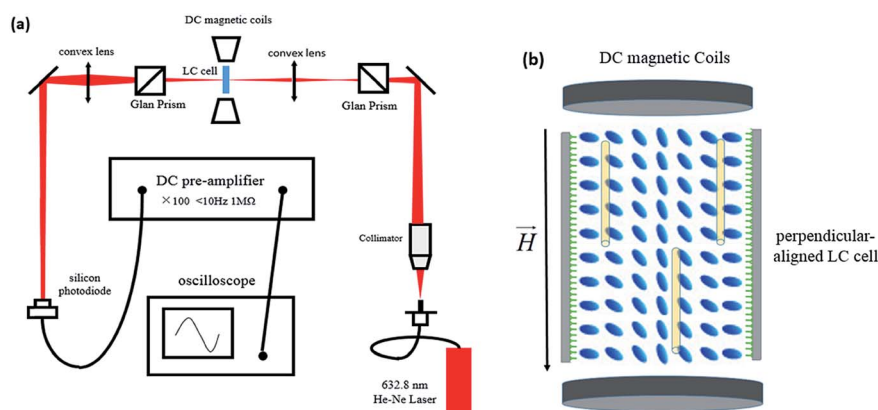 (a)
DC magnetic coils
convex lens
LC cell
convex lens
Glan Prism
Glan Prism
DC pre-amplifier
×100 <10Hz 1MΩ
Collimator
silicon
photodiode
oscilloscope
632.8 nm
He-Ne Laser
(b)
DC magnetic Coils
H
perpendicular-
aligned LC cell